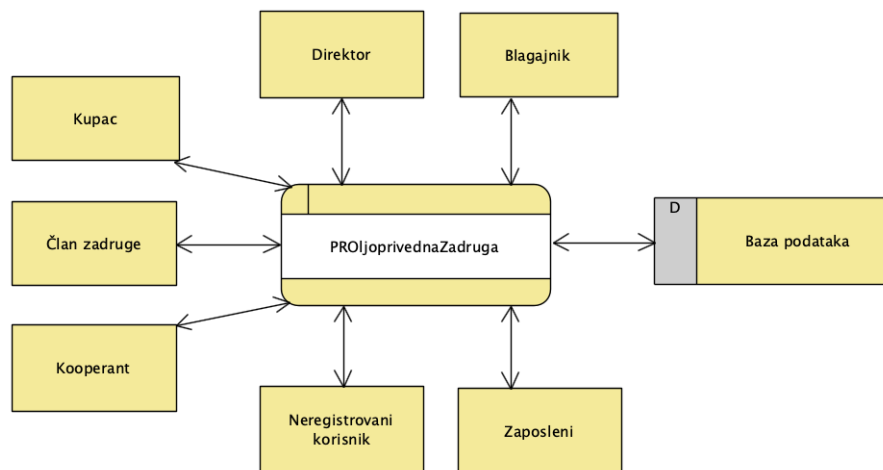 Direktor
Blagajnik
Kupac
D
Član zadruge
PROljoprivednaZadruga
Baza podataka
Kooperant
Neregistrovani
korisnik
Zaposleni